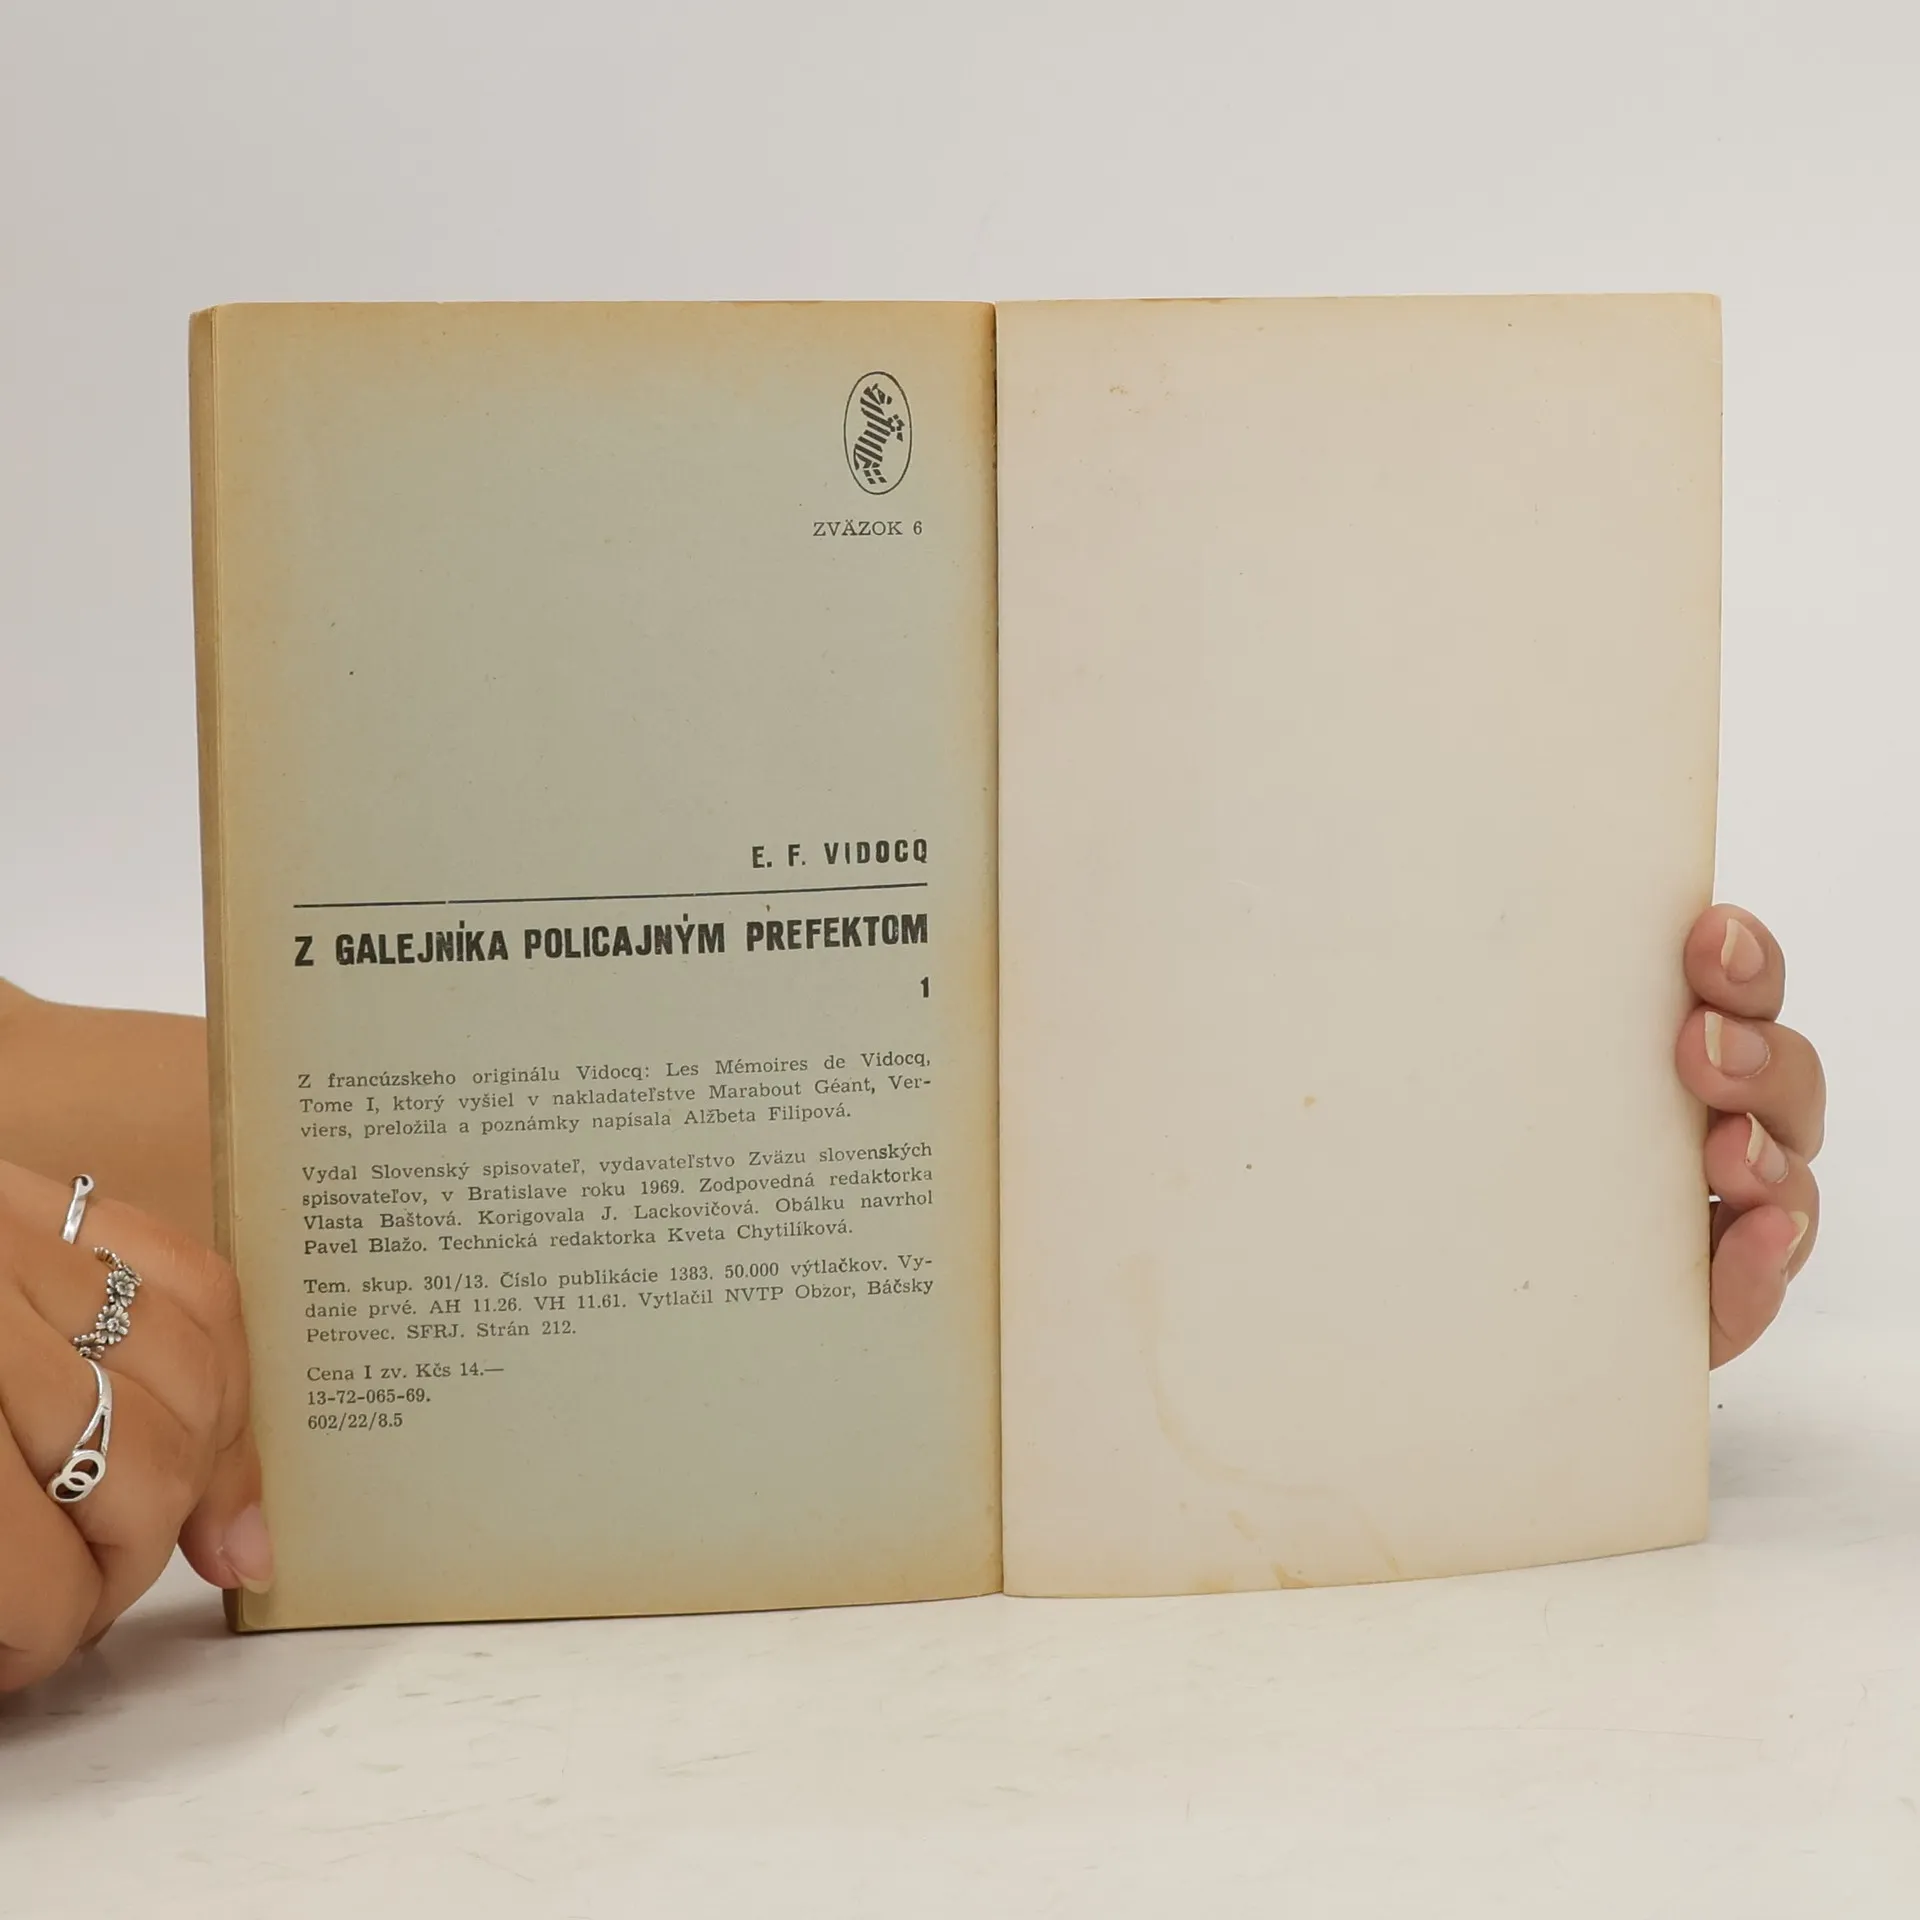 ZVÄZOK 6
E. F. VIDOCQ
Z GALEJNÍKA POLICAJNÝM PREFEKTOM
1
Z francúzskeho originálu Vidocq: Les Mémoires de Vidocq,
Tome I, ktorý vyšiel v nakladateľstve Marabout Géant, Ver-
viers, preložila a poznámky napísala Alžbeta Filipová.
Vydal Slovenský spisovateľ, vydavateľstvo Zväzu slovenských
spisovateľov, v Bratislave roku 1969. Zodpovedná redaktorka
Vlasta Baštová. Korigovala J. Lackovičová. Obálku navrhol
Pavel Blažo. Technická redaktorka Kveta Chytilíková.
Tem. skup. 301/13. Číslo publikácie 1383. 50.000 výtlačkov. Vy-
danie prvé. AH 11.26. VH 11.61. Vytlačil NVTP Obzor, Báčsky
Petrovec. SFRJ. Strán 212.
Cena I zv. Kčs 14.—
13-72-065-69.
602/22/8.5